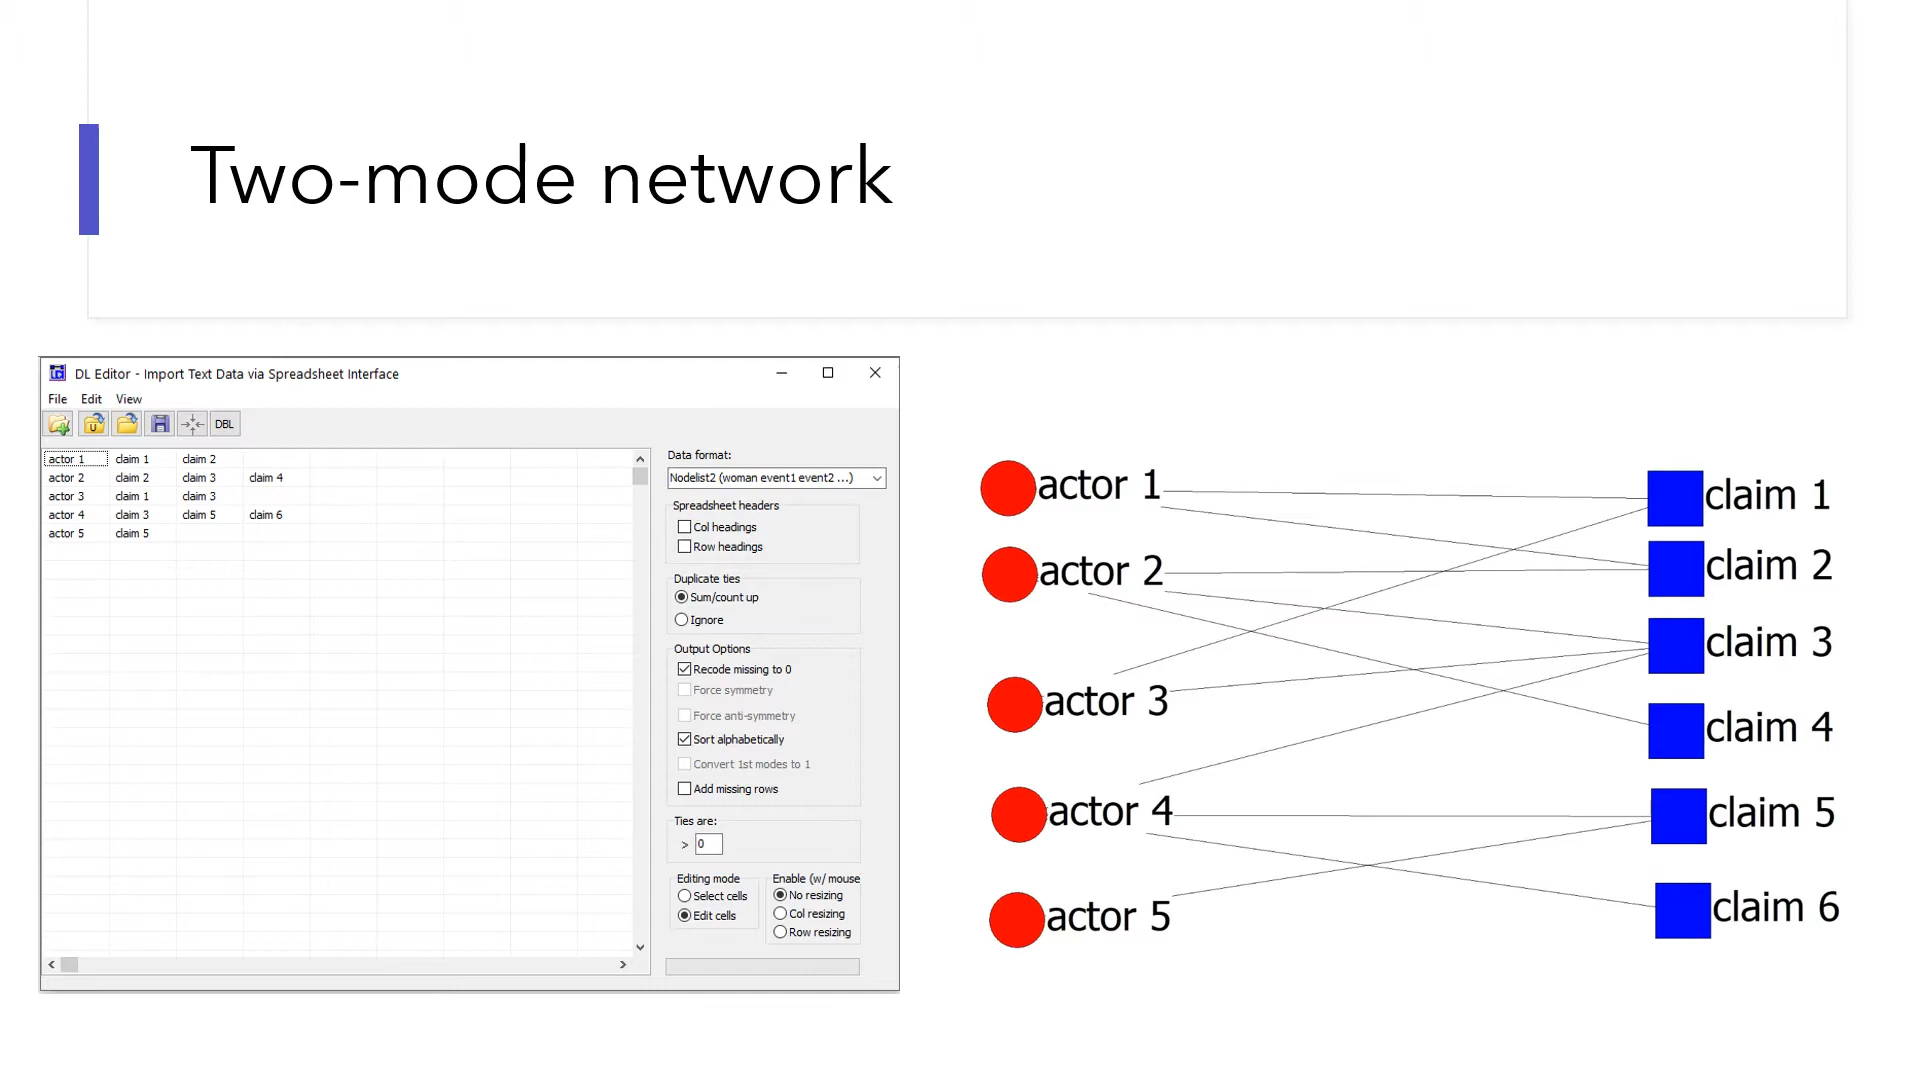 Two-mode network
DL Editor - Import Text Data via Spreadsheet Interface
File Edit View
U DBL
actor 1 claim 1 claim 2
actor 2 claim 2 claim 3 claim 4
actor 3 claim 1 claim 3
actor 4 claim 3 claim 5 claim 6
actor 5 claim 5
Data format:
Nodelist2 (woman event1 event2 ...)
Spreadsheet headers
Col headings
Row headings
Duplicate ties
Sum/count up
Ignore
Output Options
Recode missing to 0
Force symmetry
Force anti-symmetry
Sort alphabetically
Convert 1st modes to 1
Add missing rows
Ties are:
> 0
Editing mode
Select cells
Edit cells
Enable (w/ mouse
No resizing
Col resizing
Row resizing
actor 1
actor 2
actor 3
actor 4
actor 5
claim 1
claim 2
claim 3
claim 4
claim 5
claim 6